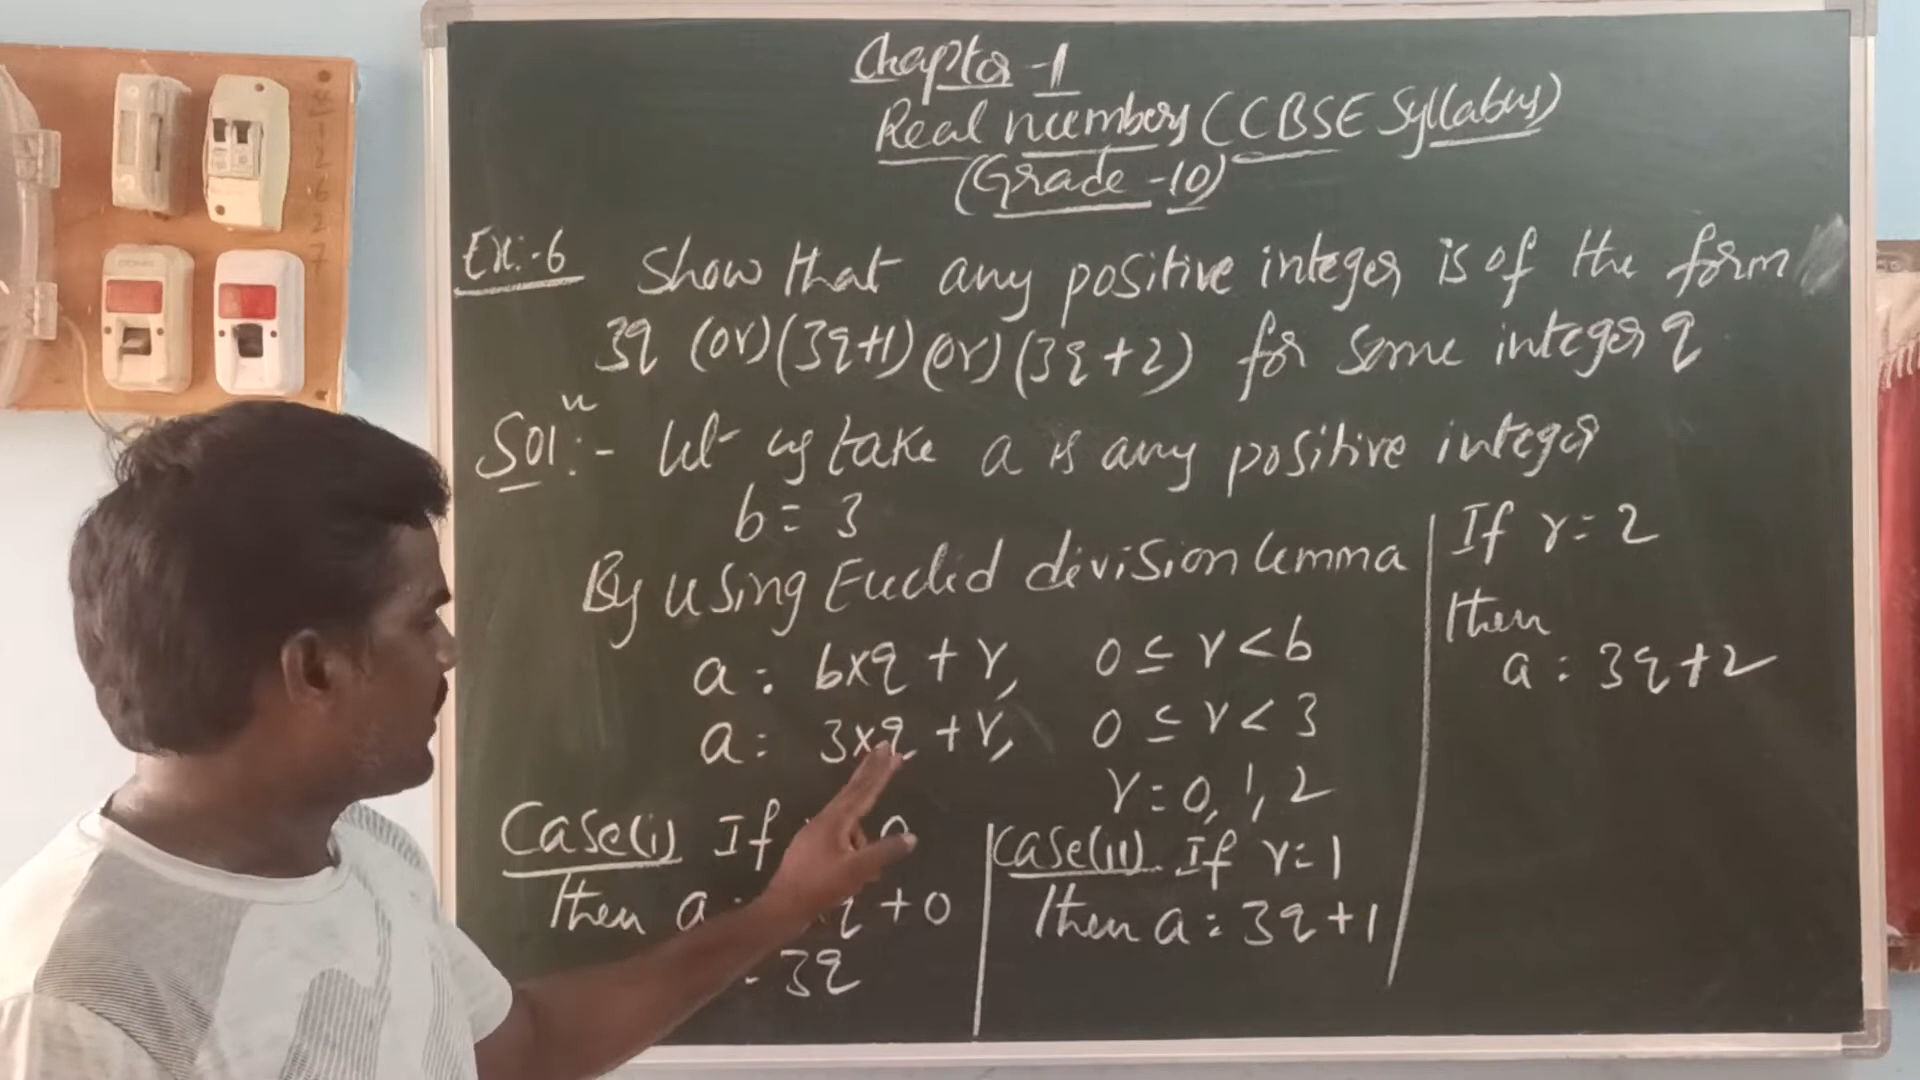 Chapter -1
Real numbers (CBSE Syllabus)
(Grade -10)
Ex:-6 Show that any positive integer is of the form
3q (or) (3q+1) (or) (3q+2) for some integer q
Sol:- Let us take a is any positive integer
b = 3
By using Euclid division lemma
a = b×q + r, 0 ≤ r < b
a = 3×q + r, 0 ≤ r < 3
r = 0, 1, 2
Case(i) If
then a = q + 0
= 3q
Case(ii) If r = 1
then a = 3q + 1
If r = 2
then
a = 3q + 2